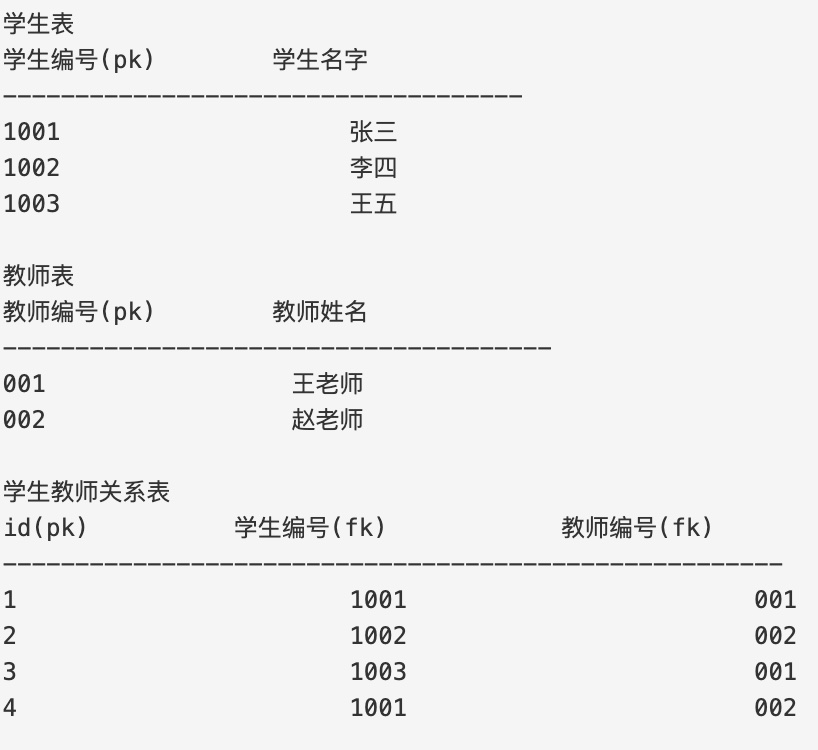 学生表
学生编号(pk) 学生名字
------------------------------------
1001 张三
1002 李四
1003 王五
教师表
教师编号(pk) 教师姓名
--------------------------------------
001 王老师
002 赵老师
学生教师关系表
id(pk) 学生编号(fk) 教师编号(fk)
------------------------------------------------------
1 1001 001
2 1002 002
3 1003 001
4 1001 002